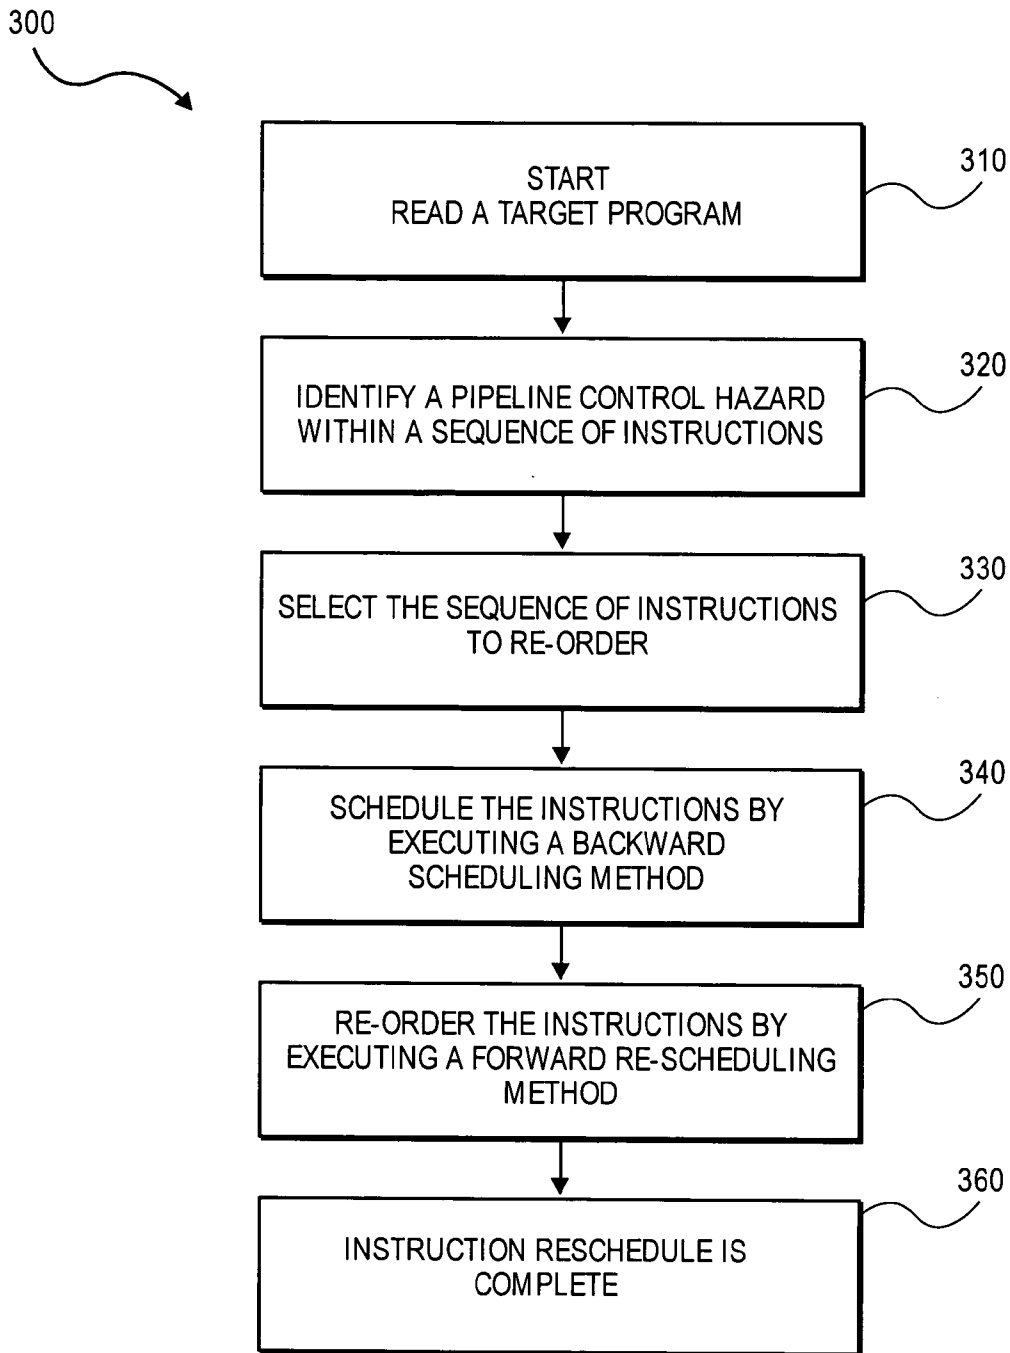 300
START
READ A TARGET PROGRAM
310
IDENTIFY A PIPELINE CONTROL HAZARD
WITHIN A SEQUENCE OF INSTRUCTIONS
320
SELECT THE SEQUENCE OF INSTRUCTIONS
TO RE-ORDER
330
SCHEDULE THE INSTRUCTIONS BY
EXECUTING A BACKWARD
SCHEDULING METHOD
340
RE-ORDER THE INSTRUCTIONS BY
EXECUTING A FORWARD RE-SCHEDULING
METHOD
350
INSTRUCTION RESCHEDULE IS
COMPLETE
360